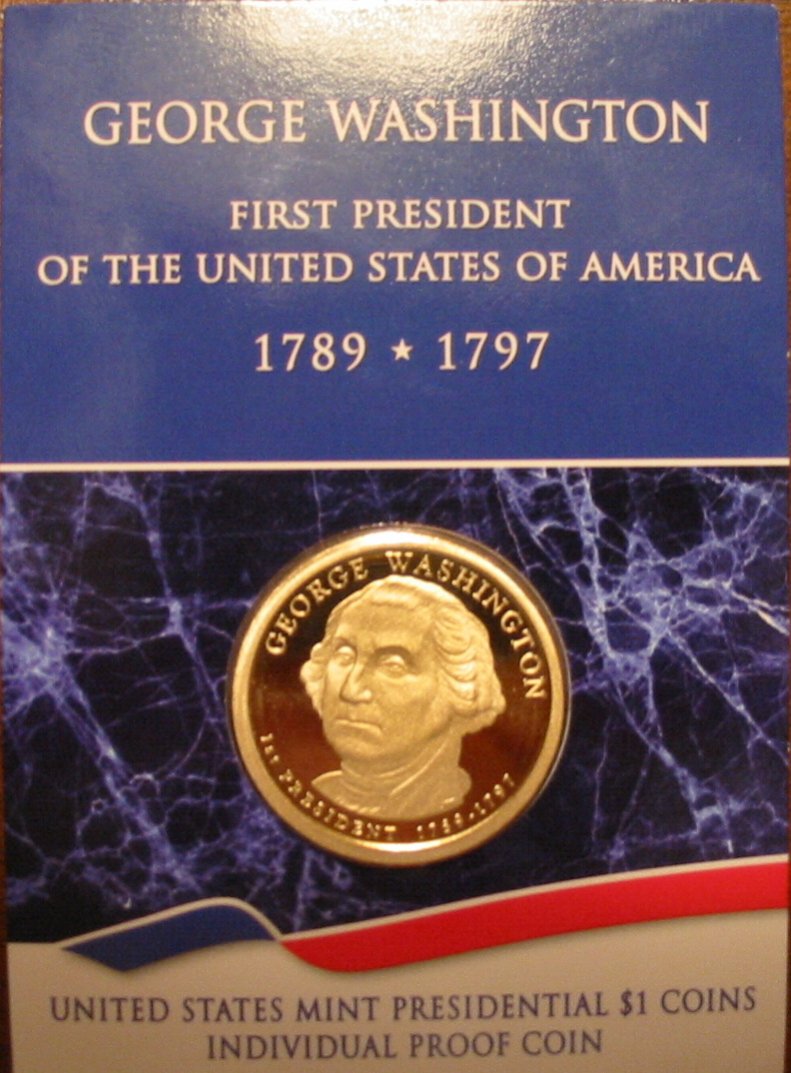 GEORGE WASHINGTON
FIRST PRESIDENT
OF THE UNITED STATES OF AMERICA
1789 ★ 1797
GEORGE WASHINGTON
1st PRESIDENT 1789-1797
UNITED STATES MINT PRESIDENTIAL $1 COINS
INDIVIDUAL PROOF COIN